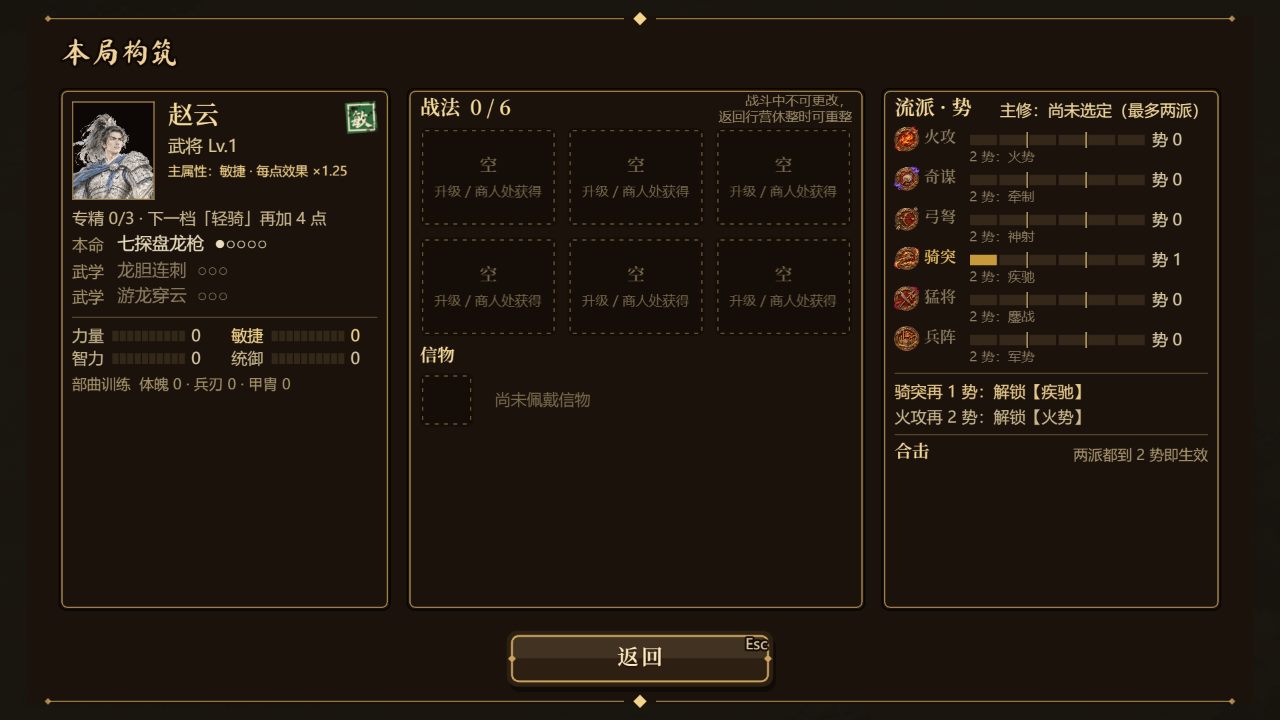 本局构筑
赵云
敏
武将 Lv.1
主属性：敏捷 · 每点效果 ×1.25
专精 0/3 · 下一档「轻骑」再加 4 点
本命 七探盘龙枪 ●○○○○
武学 龙胆连刺 ○○○
武学 游龙穿云 ○○○
力量 0 敏捷 0
智力 0 统御 0
部曲训练 体魄 0 · 兵刃 0 · 甲胄 0
战法 0 / 6
战斗中不可更改，
返回行营休整时可重整
空 空 空
升级 / 商人处获得 升级 / 商人处获得 升级 / 商人处获得
空 空 空
升级 / 商人处获得 升级 / 商人处获得 升级 / 商人处获得
信物
尚未佩戴信物
流派 · 势 主修：尚未选定（最多两派）
火攻 势 0
2 势：火势
奇谋 势 0
2 势：牵制
弓弩 势 0
2 势：神射
骑突 势 1
2 势：疾驰
猛将 势 0
2 势：鏖战
兵阵 势 0
2 势：军势
骑突再 1 势：解锁【疾驰】
火攻再 2 势：解锁【火势】
合击 两派都到 2 势即生效
返回 Esc